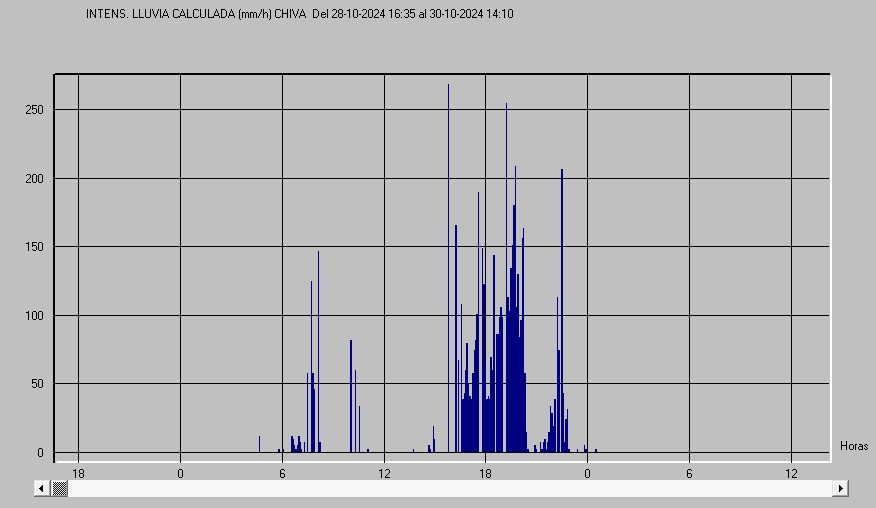 INTENS. LLUVIA CALCULADA (mm/h) CHIVA Del 28-10-2024 16:35 al 30-10-2024 14:10
250
200
150
100
50
0
Horas
18 0 6 12 18 0 6 12